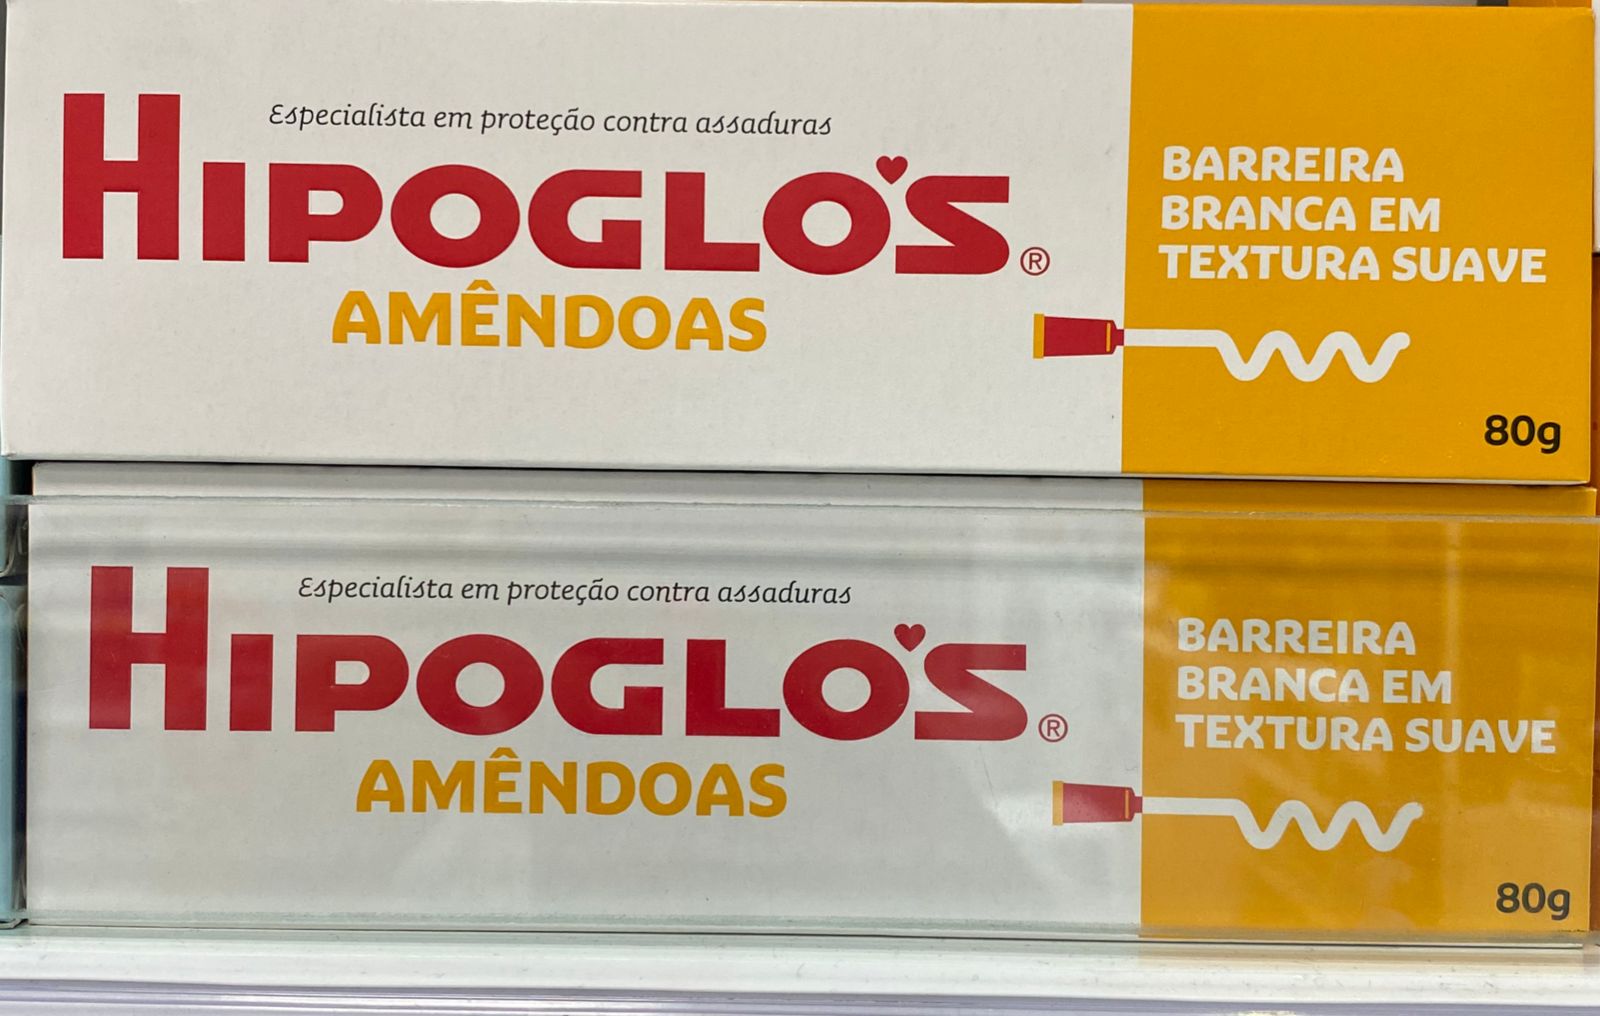 Especialista em proteção contra assaduras
HIPOGLÓS®
AMÊNDOAS
BARREIRA
BRANCA EM
TEXTURA SUAVE
80g
Especialista em proteção contra assaduras
HIPOGLÓS®
AMÊNDOAS
BARREIRA
BRANCA EM
TEXTURA SUAVE
80g